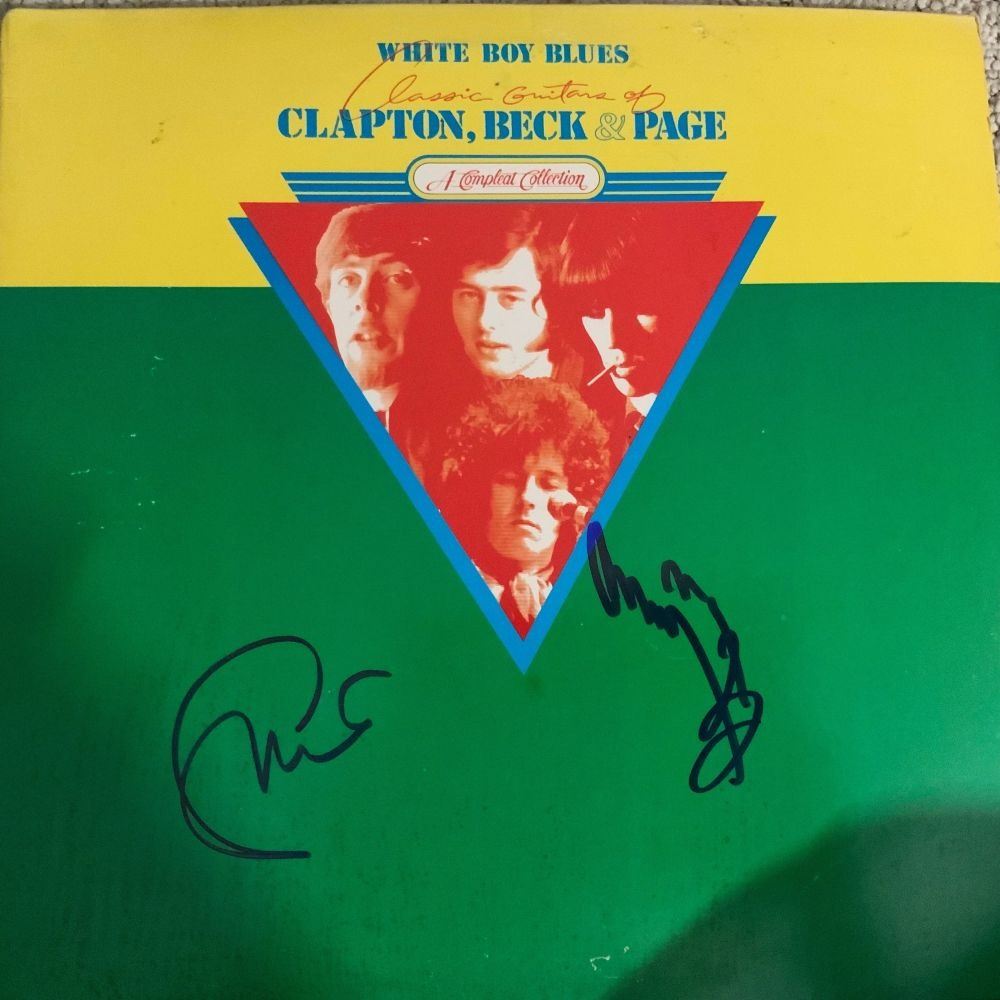 WHITE BOY BLUES
Classic Guitars of
CLAPTON, BECK & PAGE
A Compleat Collection